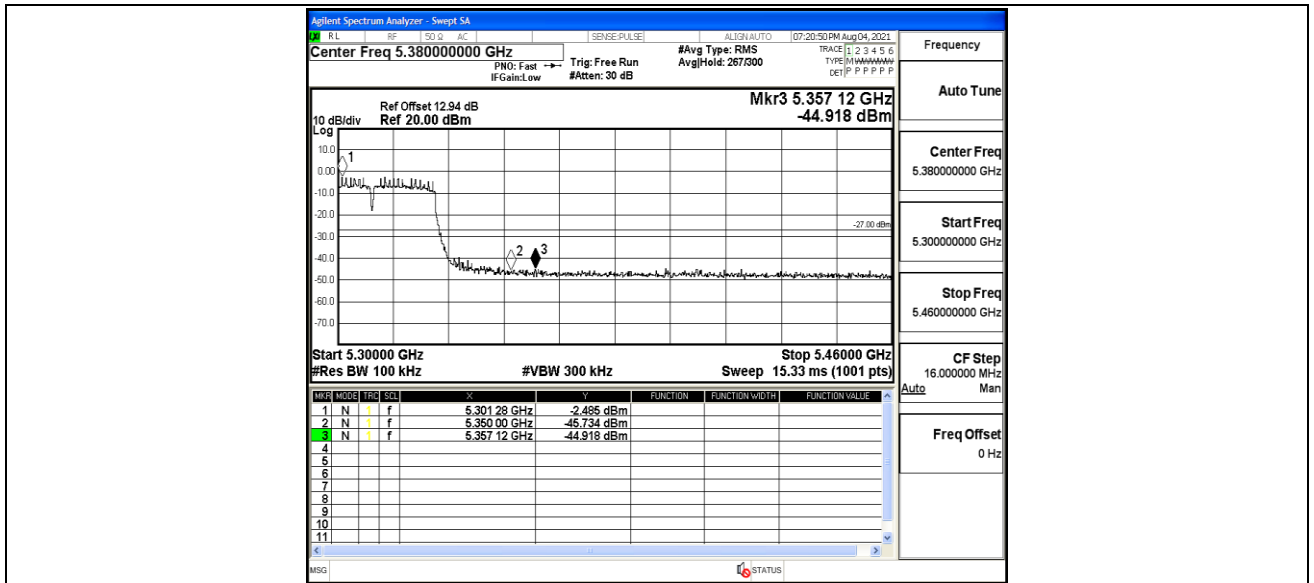 Agilent Spectrum Analyzer - Swept SA
RL RF 50 Ω AC SENSE:PULSE ALIGN AUTO 07:20:50 PM Aug 04, 2021
Center Freq 5.380000000 GHz
PNO: Fast
IFGain:Low
Trig: Free Run
#Atten: 30 dB
#Avg Type: RMS
Avg|Hold: 267/300
TRACE 1 2 3 4 5 6
TYPE M WWWWW
DET P P P P P P
Ref Offset 12.94 dB
10 dB/div Ref 20.00 dBm
Log
Mkr3 5.357 12 GHz
-44.918 dBm
10.0
0.00
-10.0
-20.0
-30.0
-40.0
-50.0
-60.0
-70.0
1
2
3
-27.00 dBm
Start 5.30000 GHz Stop 5.46000 GHz
#Res BW 100 kHz #VBW 300 kHz Sweep 15.33 ms (1001 pts)
MKR MODE TRC SCL X Y FUNCTION FUNCTION WIDTH FUNCTION VALUE
1 N 1 f 5.301 28 GHz -2.485 dBm
2 N 1 f 5.350 00 GHz -45.734 dBm
3 N 1 f 5.357 12 GHz -44.918 dBm
4
5
6
7
8
9
10
11
MSG STATUS
Frequency
Auto Tune
Center Freq
5.380000000 GHz
Start Freq
5.300000000 GHz
Stop Freq
5.460000000 GHz
CF Step
16.000000 MHz
Auto Man
Freq Offset
0 Hz